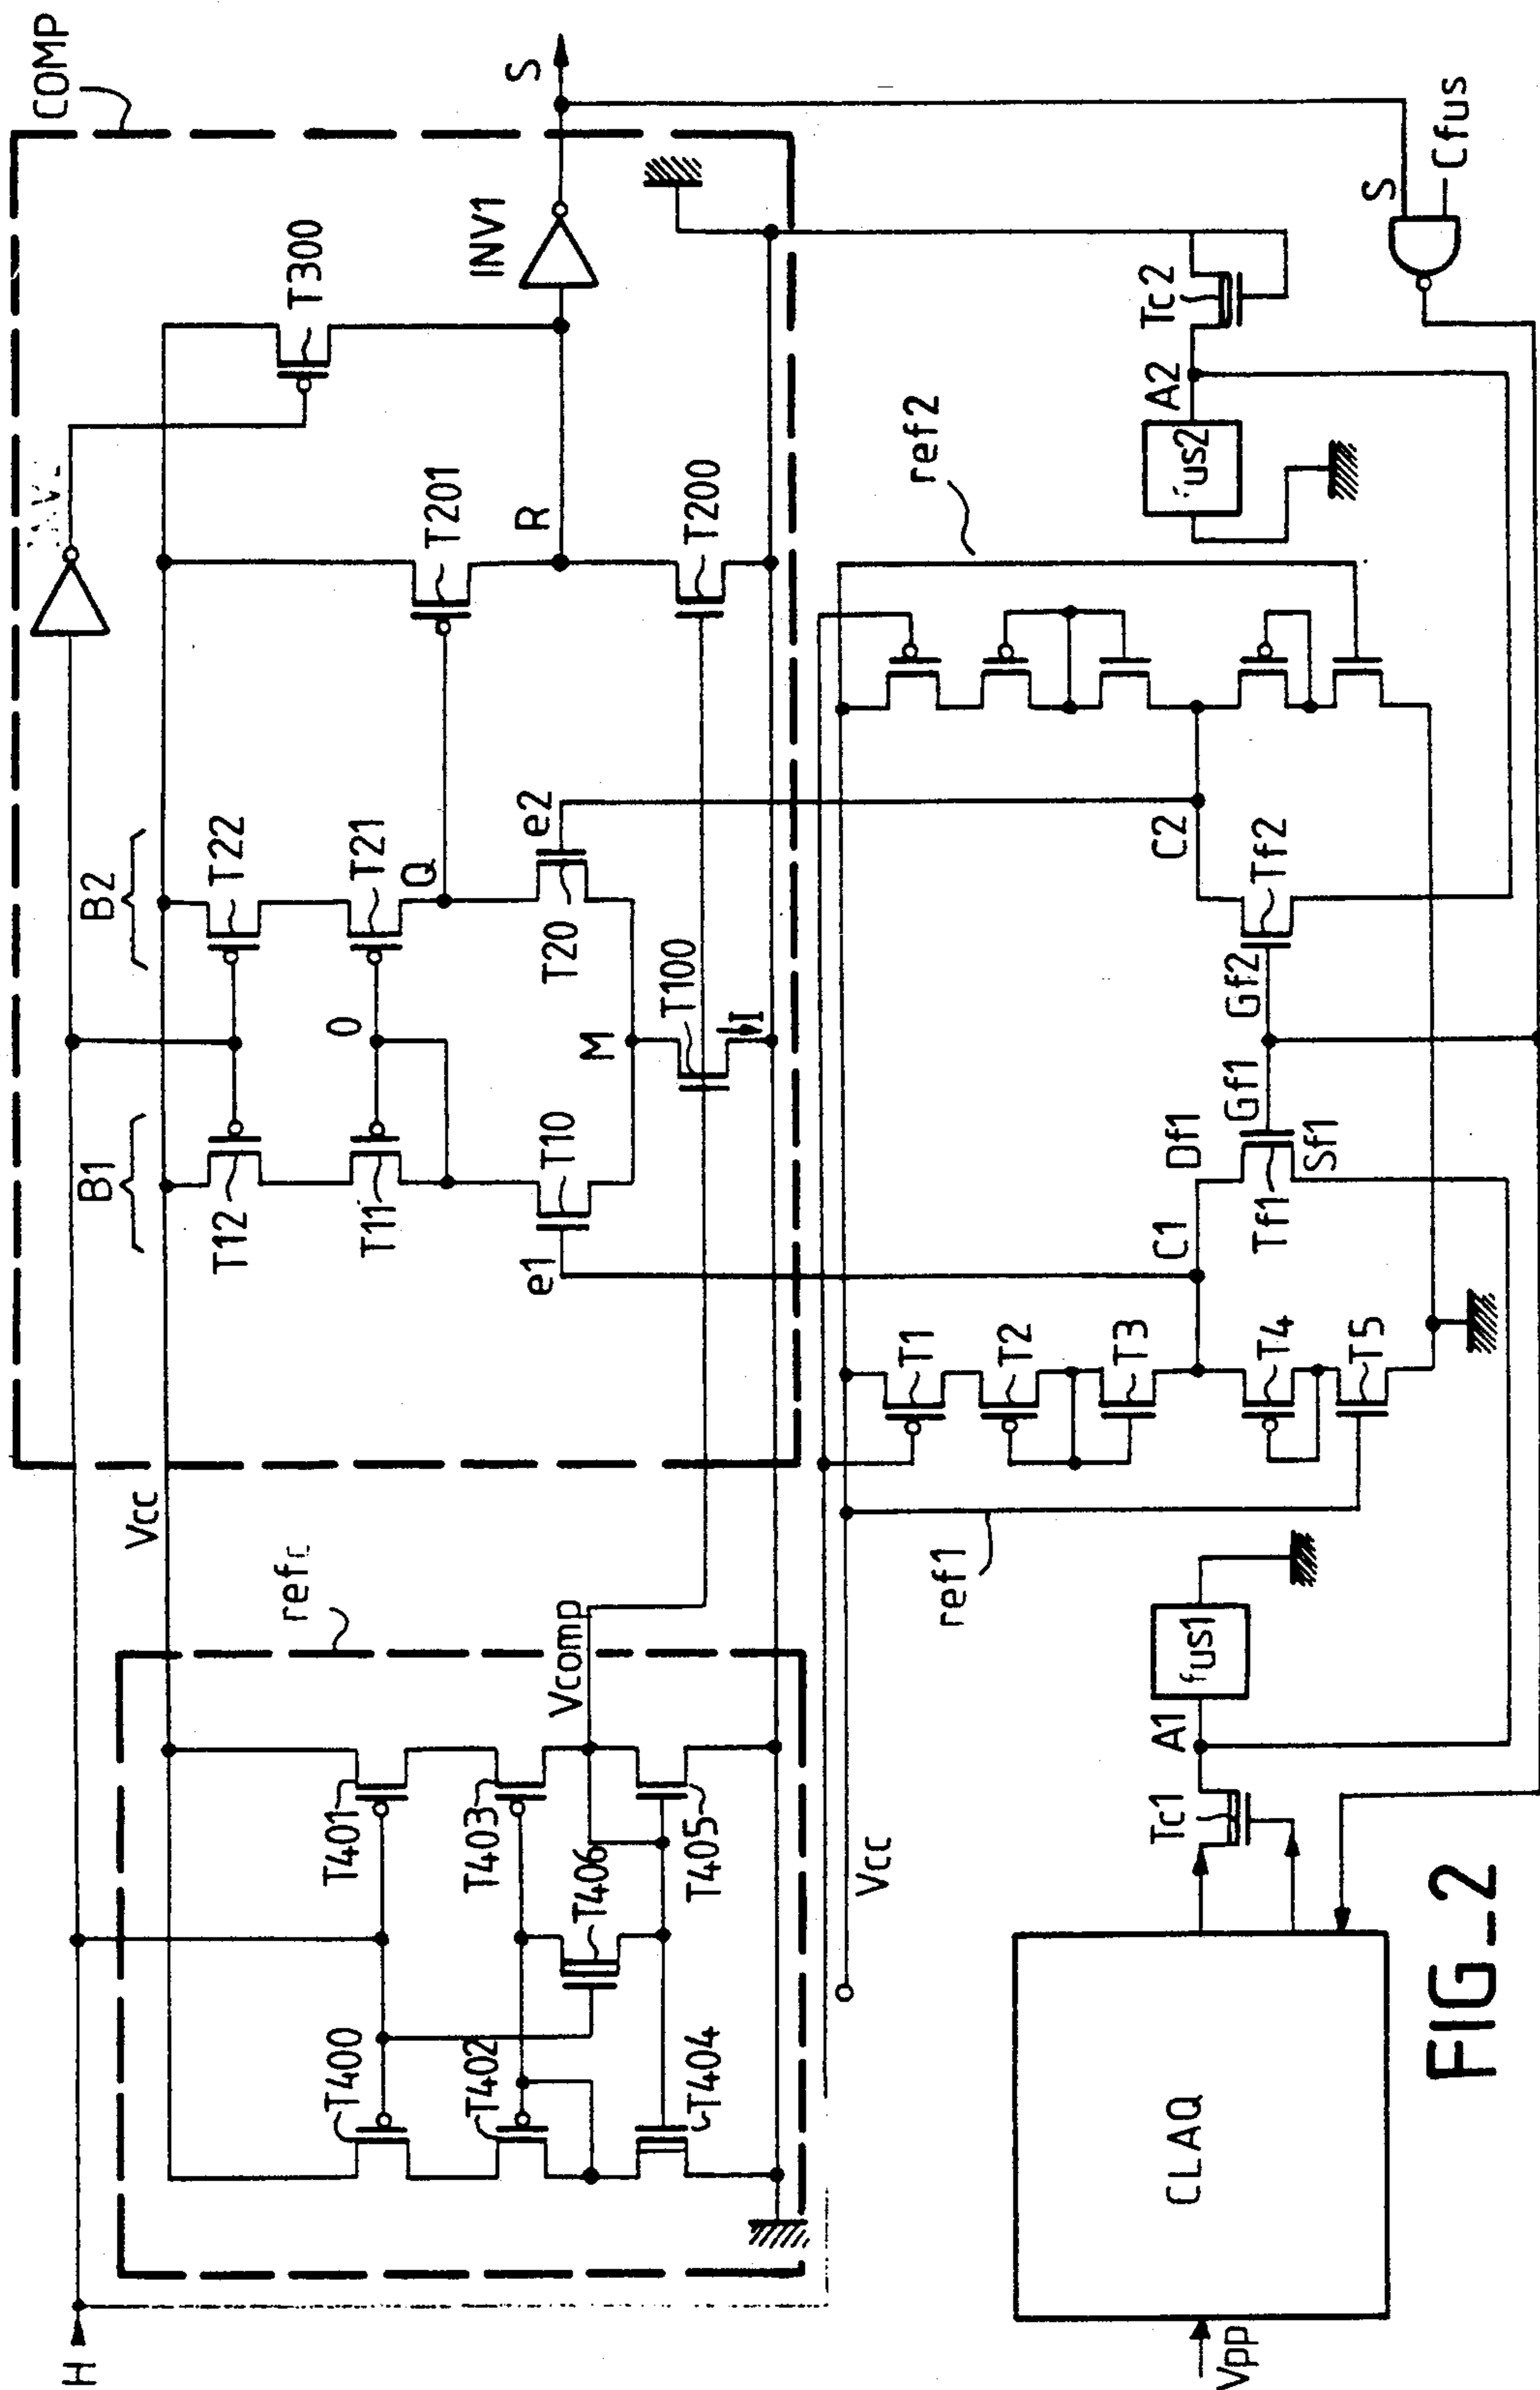 COMP
S
T300
INV1
B2
T22
T21
Q
e2
T20
T201
R
T200
T100
M
I
O
B1
T12
T11
T10
e1
Vcc
ref
Vcomp
T401
T403
T406
T405
T400
T402
T404
H
Vcc
S
Cfus
Tc2
A2
fus2
ref2
C2
Tf2
Gf2
Gf1
Df1
Sf1
Tf1
C1
T1
T2
T3
T4
T5
ref1
fus1
A1
Tc1
CLAQ
Vpp
FIG_2